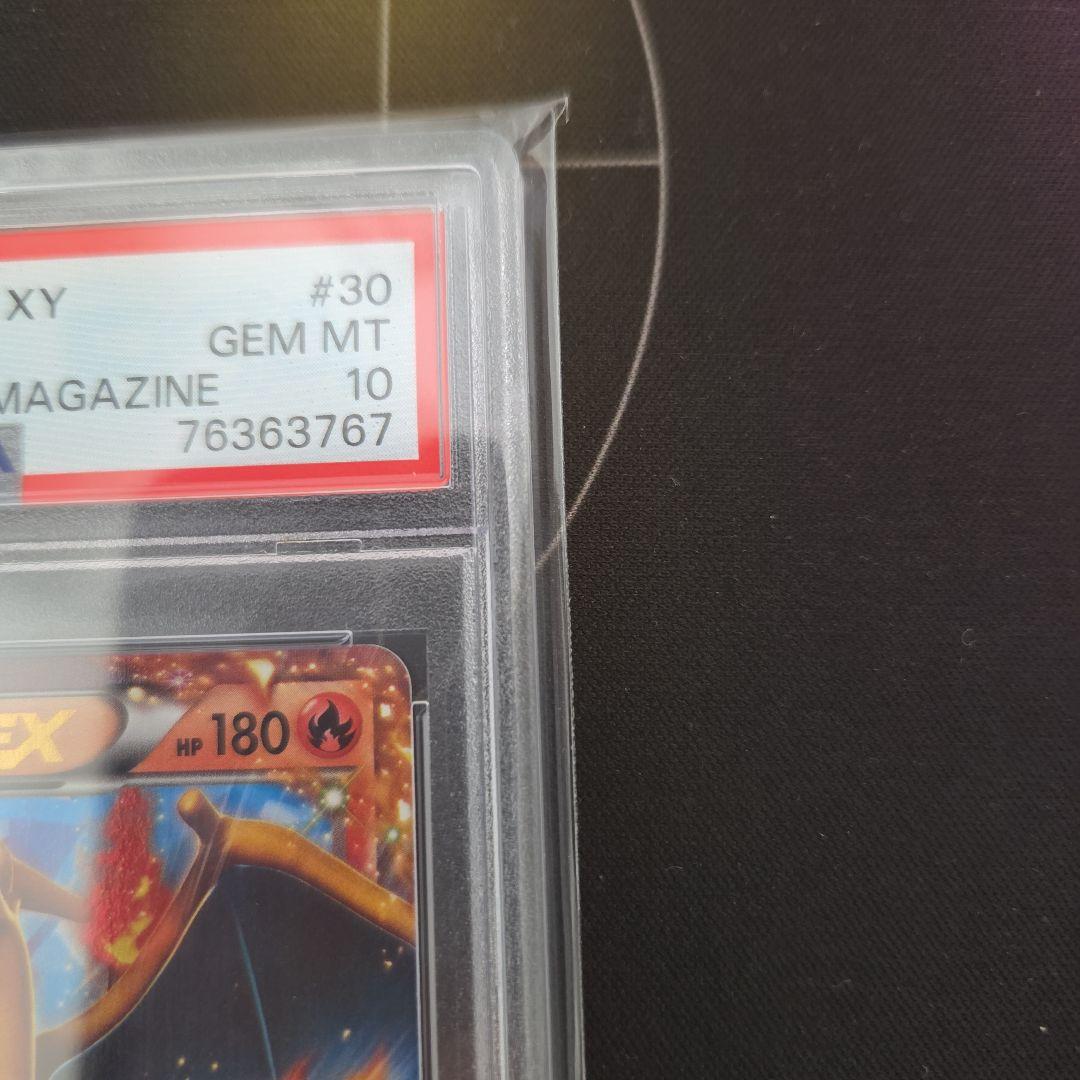 XY #30
GEM MT
MAGAZINE 10
76363767
EX HP 180